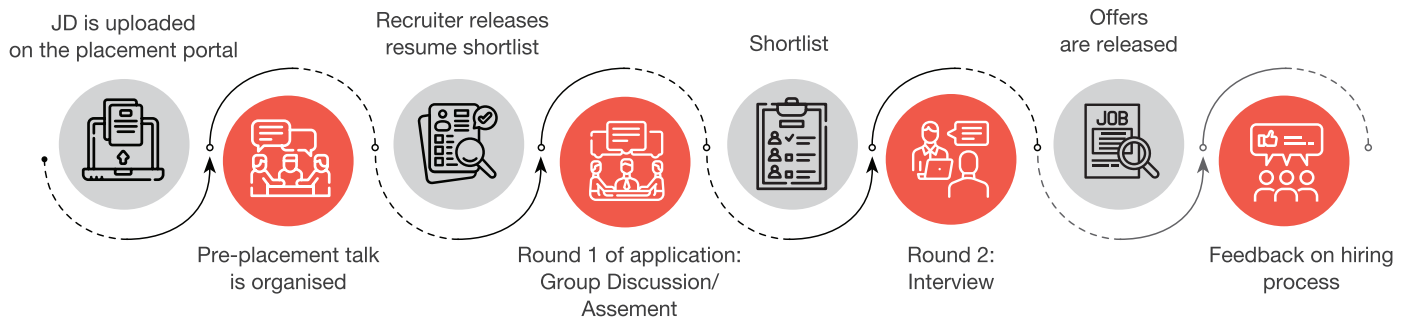 JD is uploaded
on the placement portal
Pre-placement talk
is organised
Recruiter releases
resume shortlist
Round 1 of application:
Group Discussion/
Assement
Shortlist
Round 2:
Interview
Offers
are released
JOB
Feedback on hiring
process